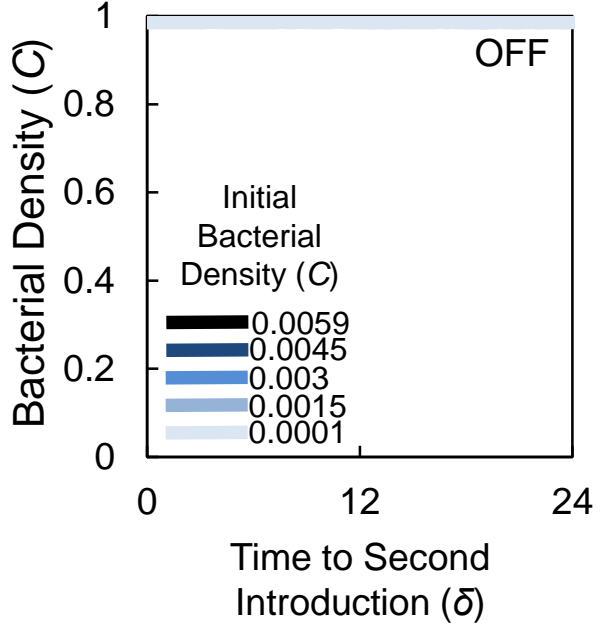 1
OFF
0.8
0.6
0.4
0.2
0
Bacterial Density (C)
Initial
Bacterial
Density (C)
0.0059
0.0045
0.003
0.0015
0.0001
0
12
24
Time to Second
Introduction (δ)